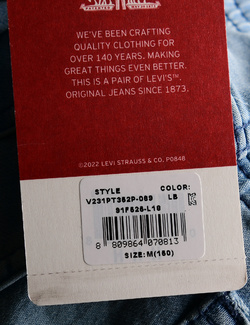 WE'VE BEEN CRAFTING
QUALITY CLOTHING FOR
OVER 140 YEARS. MAKING
GREAT THINGS EVEN BETTER.
THIS IS A PAIR OF LEVI'S™.
ORIGINAL JEANS SINCE 1873.
©2022 LEVI STRAUSS & CO. P0848
STYLE COLOR:
V231PT362P-089 LB
91F626-L10
8 809864 070813
SIZE: M(160)